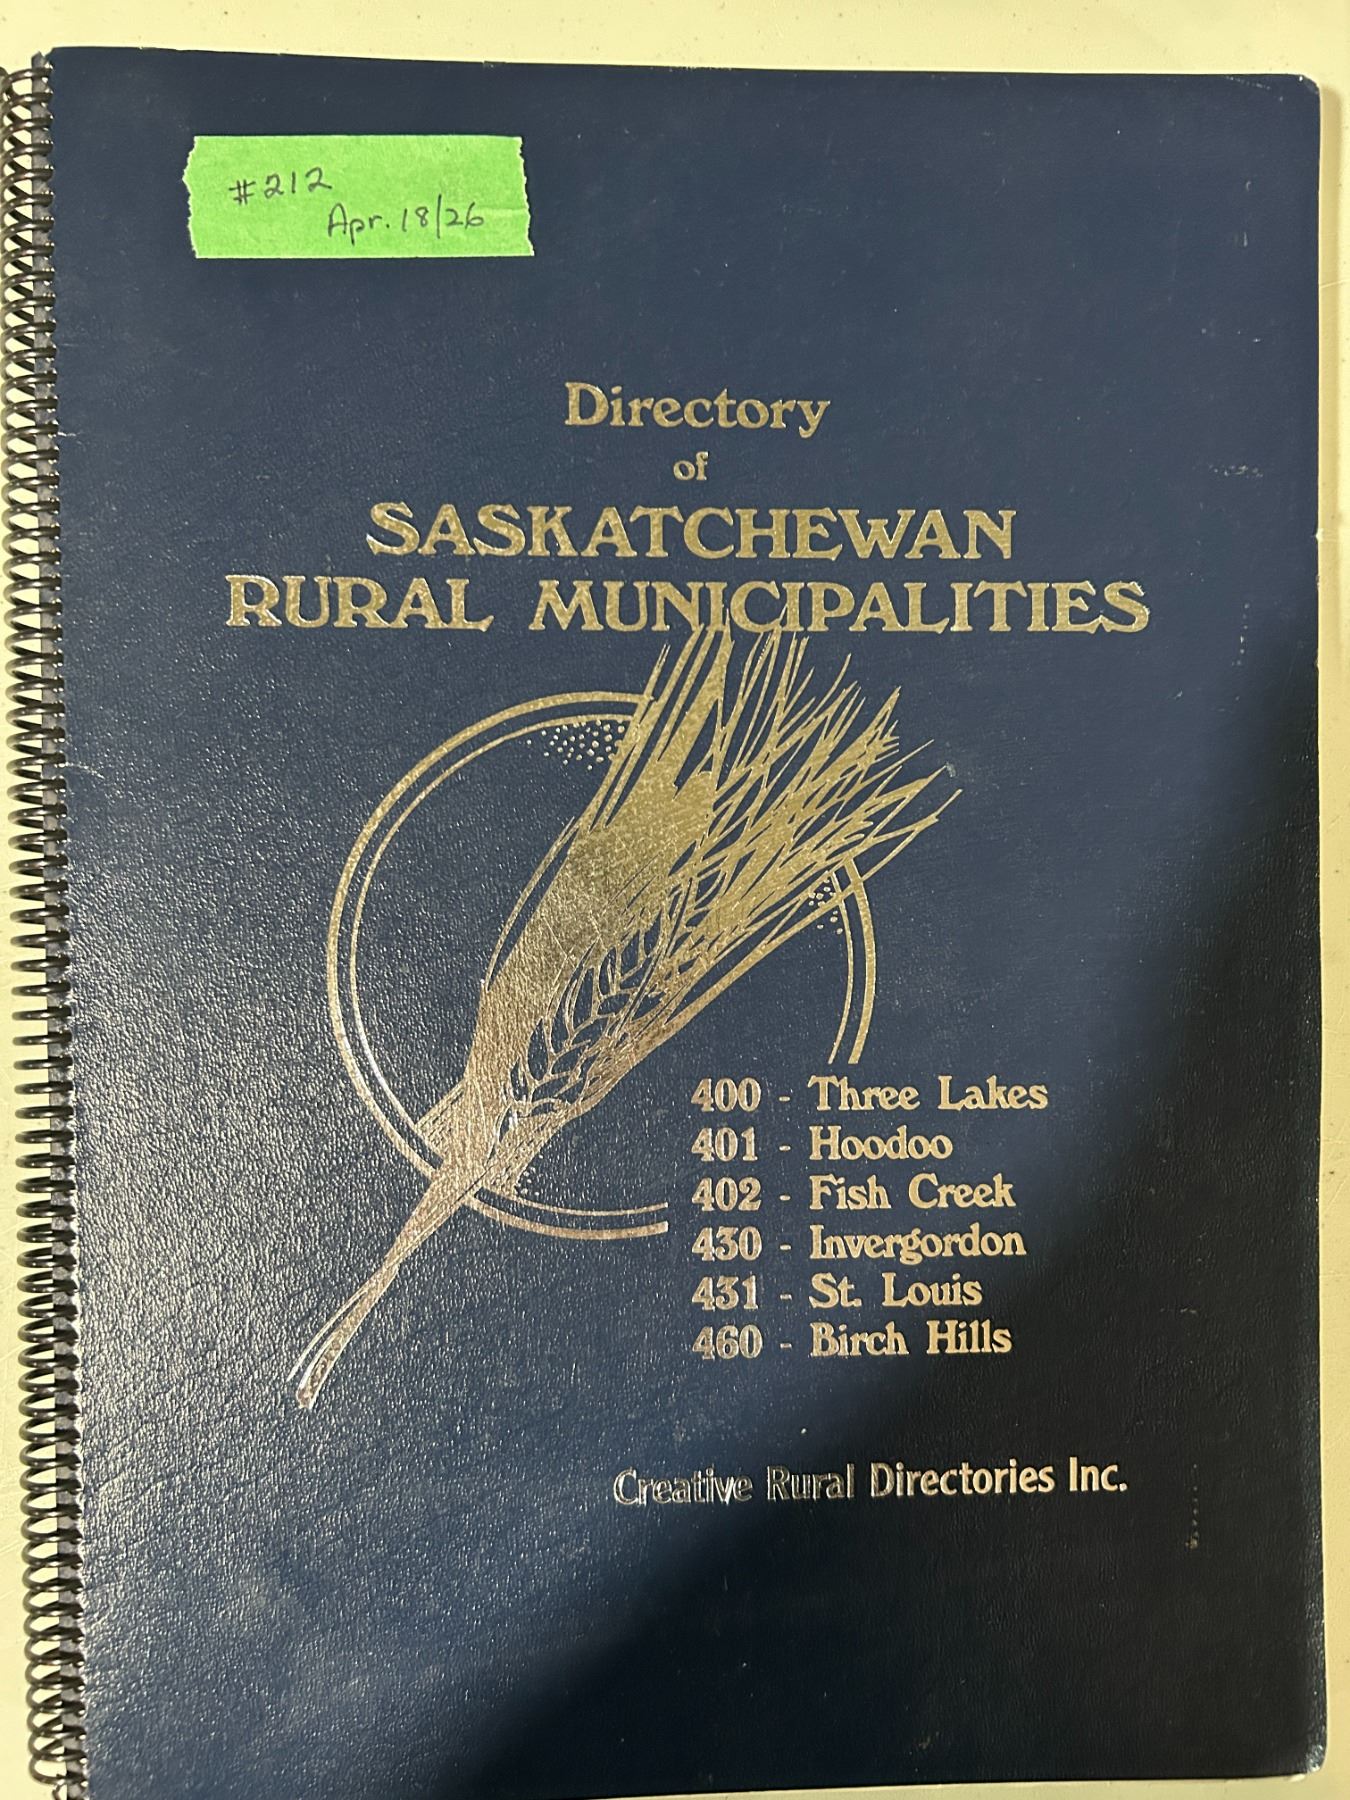 #212
Apr. 18/26
Directory
of
SASKATCHEWAN
RURAL MUNICIPALITIES
400 - Three Lakes
401 - Hoodoo
402 - Fish Creek
430 - Invergordon
431 - St. Louis
460 - Birch Hills
Creative Rural Directories Inc.